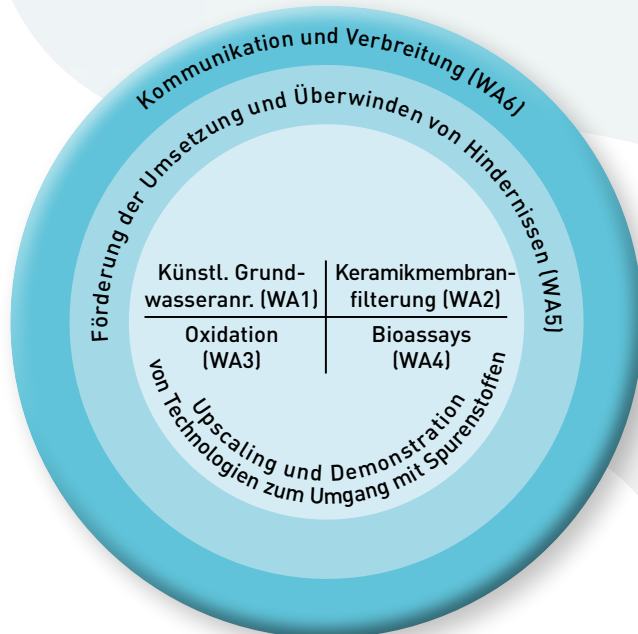 Kommunikation und Verbreitung (WA6)
Förderung der Umsetzung und Überwinden von Hindernissen (WA5)
Künstl. Grund-
wasseranr. (WA1)
Keramikmembran-
filterung (WA2)
Oxidation
(WA3)
Bioassays
(WA4)
Upscaling und Demonstration
von Technologien zum Umgang mit Spurenstoffen